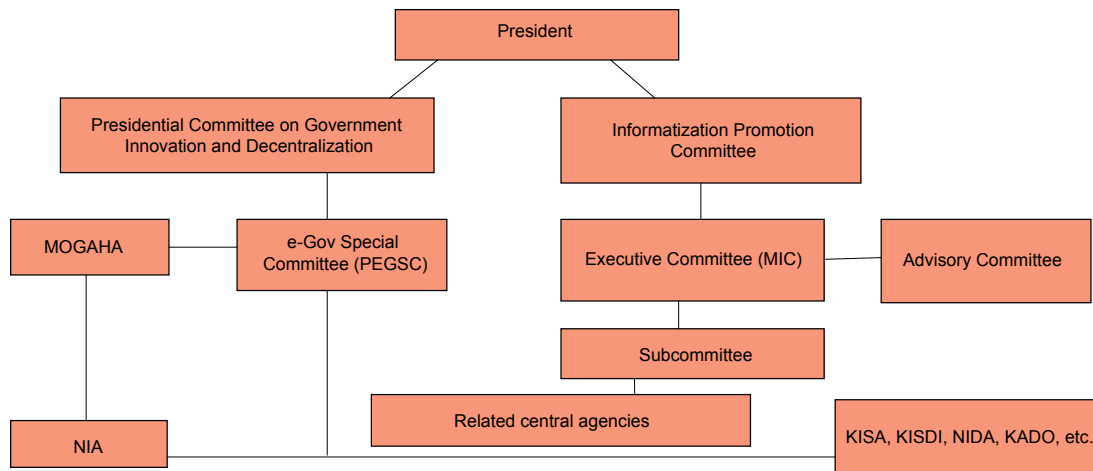 President
Presidential Committee on Government
Innovation and Decentralization
Informatization Promotion
Committee
MOGAHA
e-Gov Special
Committee (PEGSC)
Executive Committee (MIC)
Advisory Committee
Subcommittee
Related central agencies
NIA
KISA, KISDI, NIDA, KADO, etc.